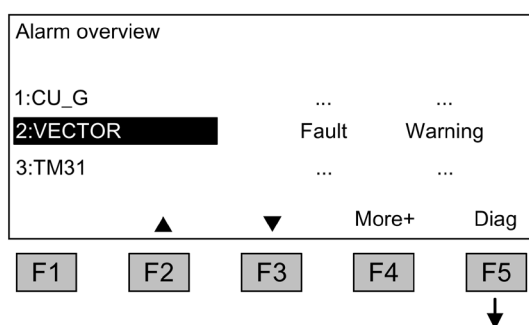 Alarm overview
1:CU_G ... ...
2:VECTOR Fault Warning
3:TM31 ... ...
▲ ▼ More+ Diag
F1 F2 F3 F4 F5